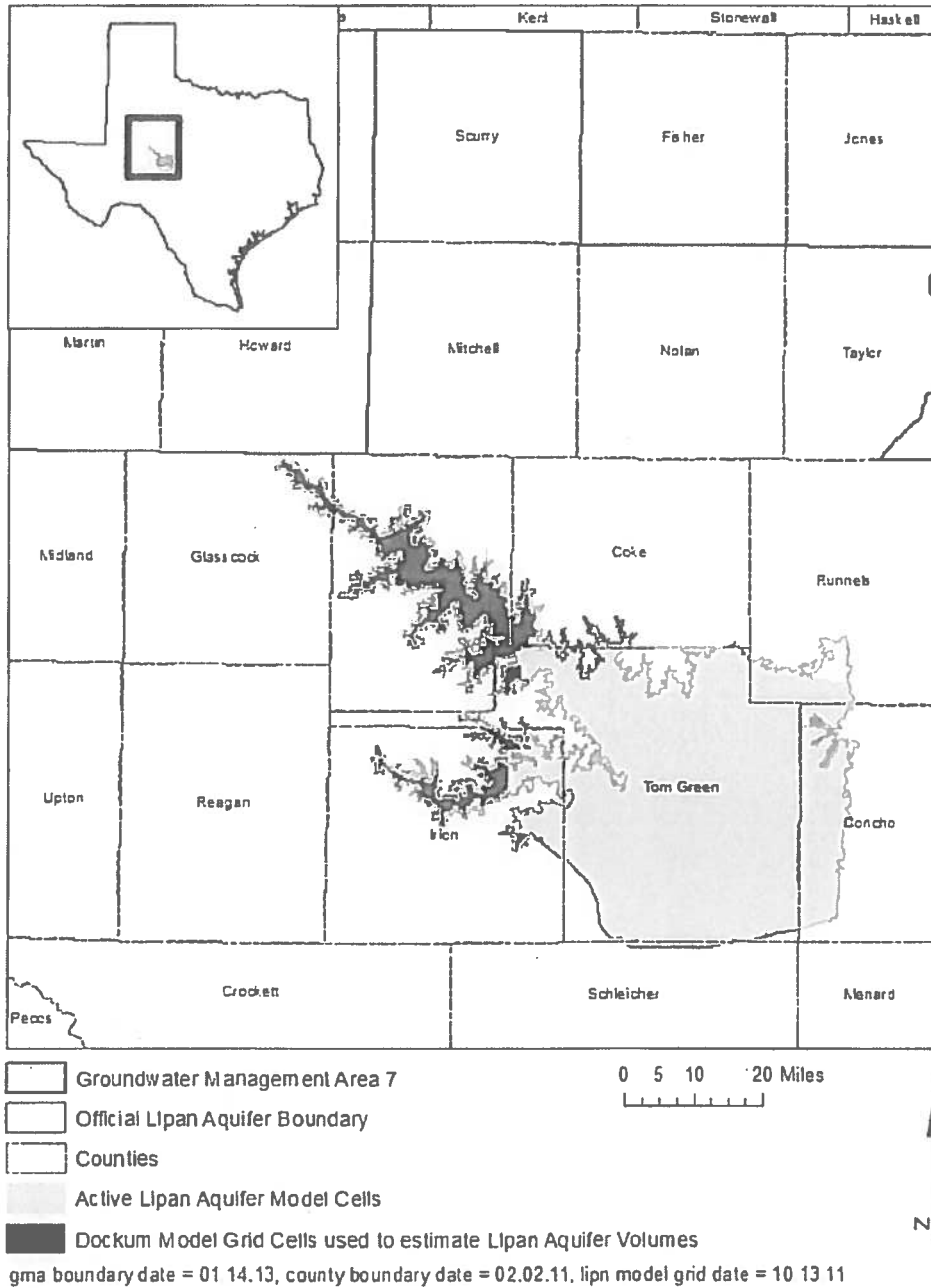 Kent
Stonewall
Haskell
Scurry
Fisher
Jones
Martin
Howard
Mitchell
Nolan
Taylor
Midland
Glasscock
Coke
Runnels
Upton
Reagan
Irion
Tom Green
Concho
Pecos
Crockett
Schleicher
Menard
Groundwater Management Area 7
Official Lipan Aquifer Boundary
Counties
Active Lipan Aquifer Model Cells
Dockum Model Grid Cells used to estimate Lipan Aquifer Volumes
0 5 10 20 Miles
N
gma boundary date = 01 14.13, county boundary date = 02.02.11, lipn model grid date = 10 13 11